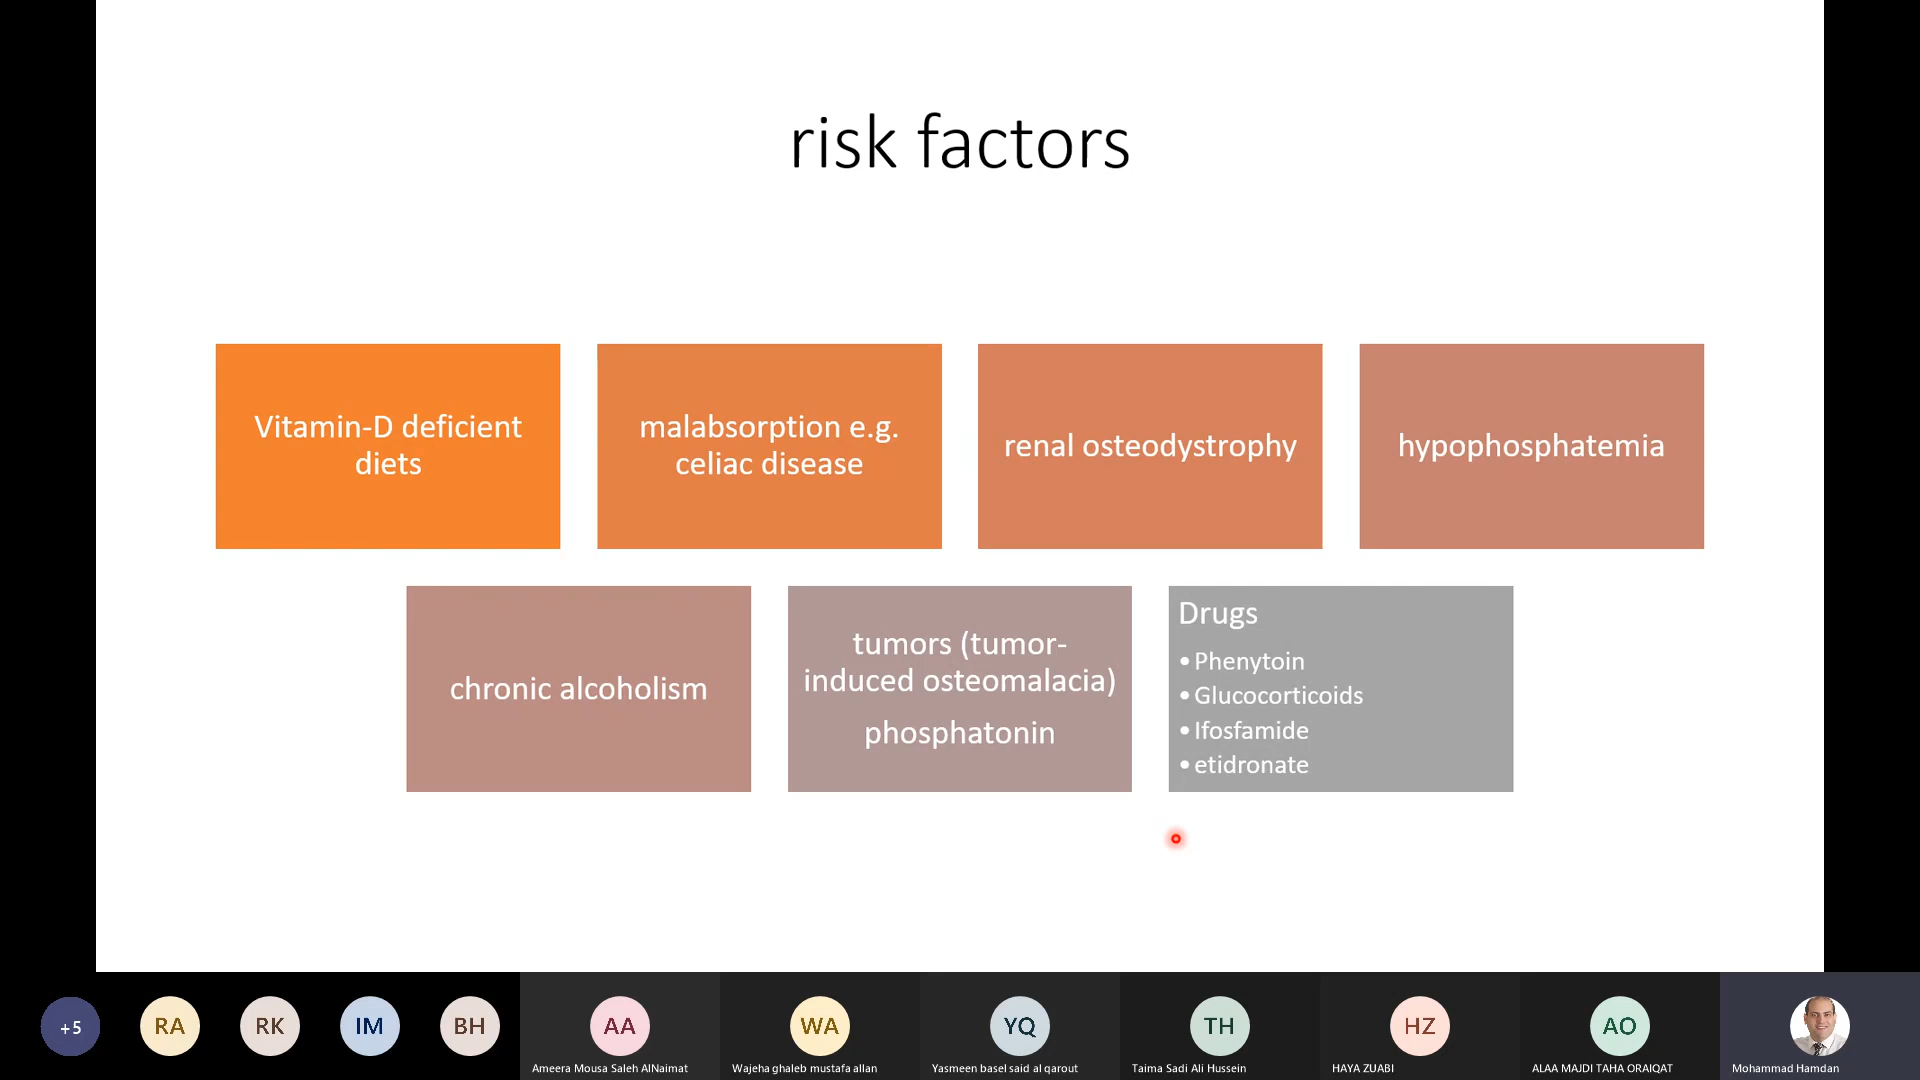 risk factors
Vitamin-D deficient
diets
malabsorption e.g.
celiac disease
renal osteodystrophy
hypophosphatemia
chronic alcoholism
tumors (tumor-
induced osteomalacia)
phosphatonin
Drugs
• Phenytoin
• Glucocorticoids
• Ifosfamide
• etidronate
+5
RA
RK
IM
BH
AA
Ameera Mousa Saleh AlNaimat
WA
Wajeha ghaleb mustafa allan
YQ
Yasmeen basel said al qarout
TH
Taima Sadi Ali Hussein
HZ
HAYA ZUABI
AO
ALAA MAJDI TAHA ORAIQAT
Mohammad Hamdan